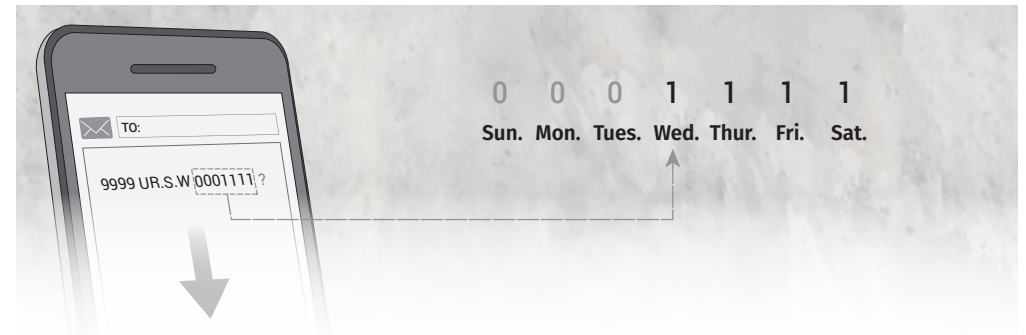 TO:
9999 UR.S.W 0001111 ?
0 0 0 1 1 1 1
Sun. Mon. Tues. Wed. Thur. Fri. Sat.